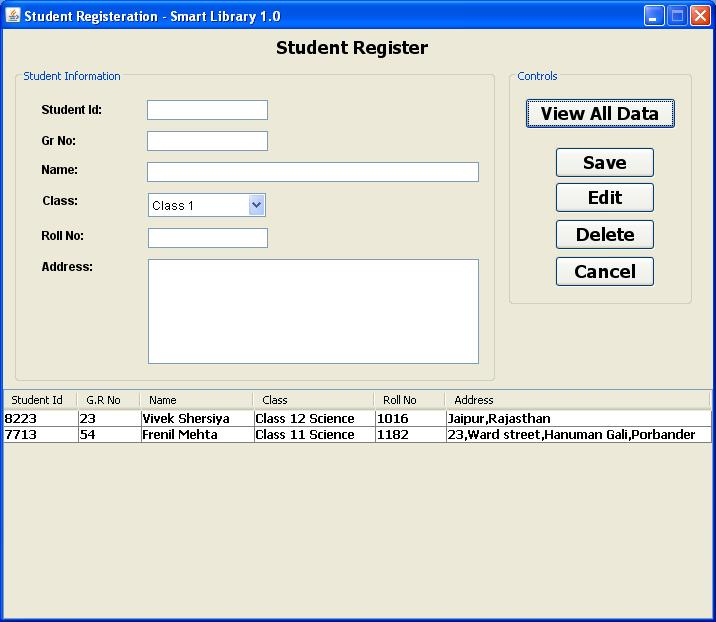 Student Registeration - Smart Library 1.0
Student Register
Student Information
Student Id:
Gr No:
Name:
Class: Class 1
Roll No:
Address:
Controls
View All Data
Save
Edit
Delete
Cancel
Student Id G.R No Name Class Roll No Address
8223 23 Vivek Shersiya Class 12 Science 1016 Jaipur,Rajasthan
7713 54 Frenil Mehta Class 11 Science 1182 23,Ward street,Hanuman Gali,Porbander